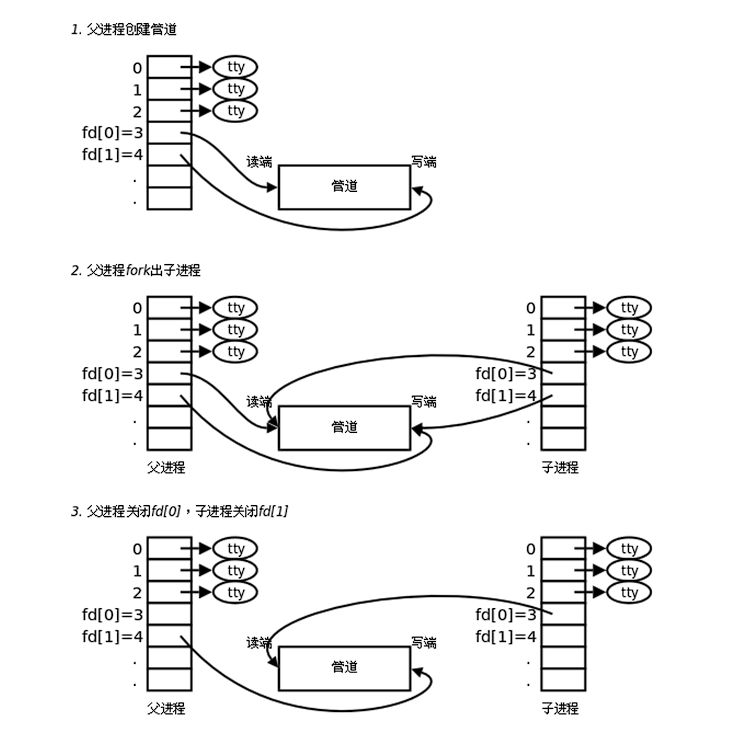 1. 父进程创建管道
0 tty
1 tty
2 tty
fd[0]=3
fd[1]=4
.
.
读端 写端
管道
2. 父进程fork出子进程
0 tty 0 tty
1 tty 1 tty
2 tty 2 tty
fd[0]=3 fd[0]=3
fd[1]=4 读端 写端 fd[1]=4
. 管道 .
. .
父进程 子进程
3. 父进程关闭fd[0]，子进程关闭fd[1]
0 tty 0 tty
1 tty 1 tty
2 tty 2 tty
fd[0]=3 fd[0]=3
fd[1]=4 读端 写端 fd[1]=4
. 管道 .
. .
父进程 子进程